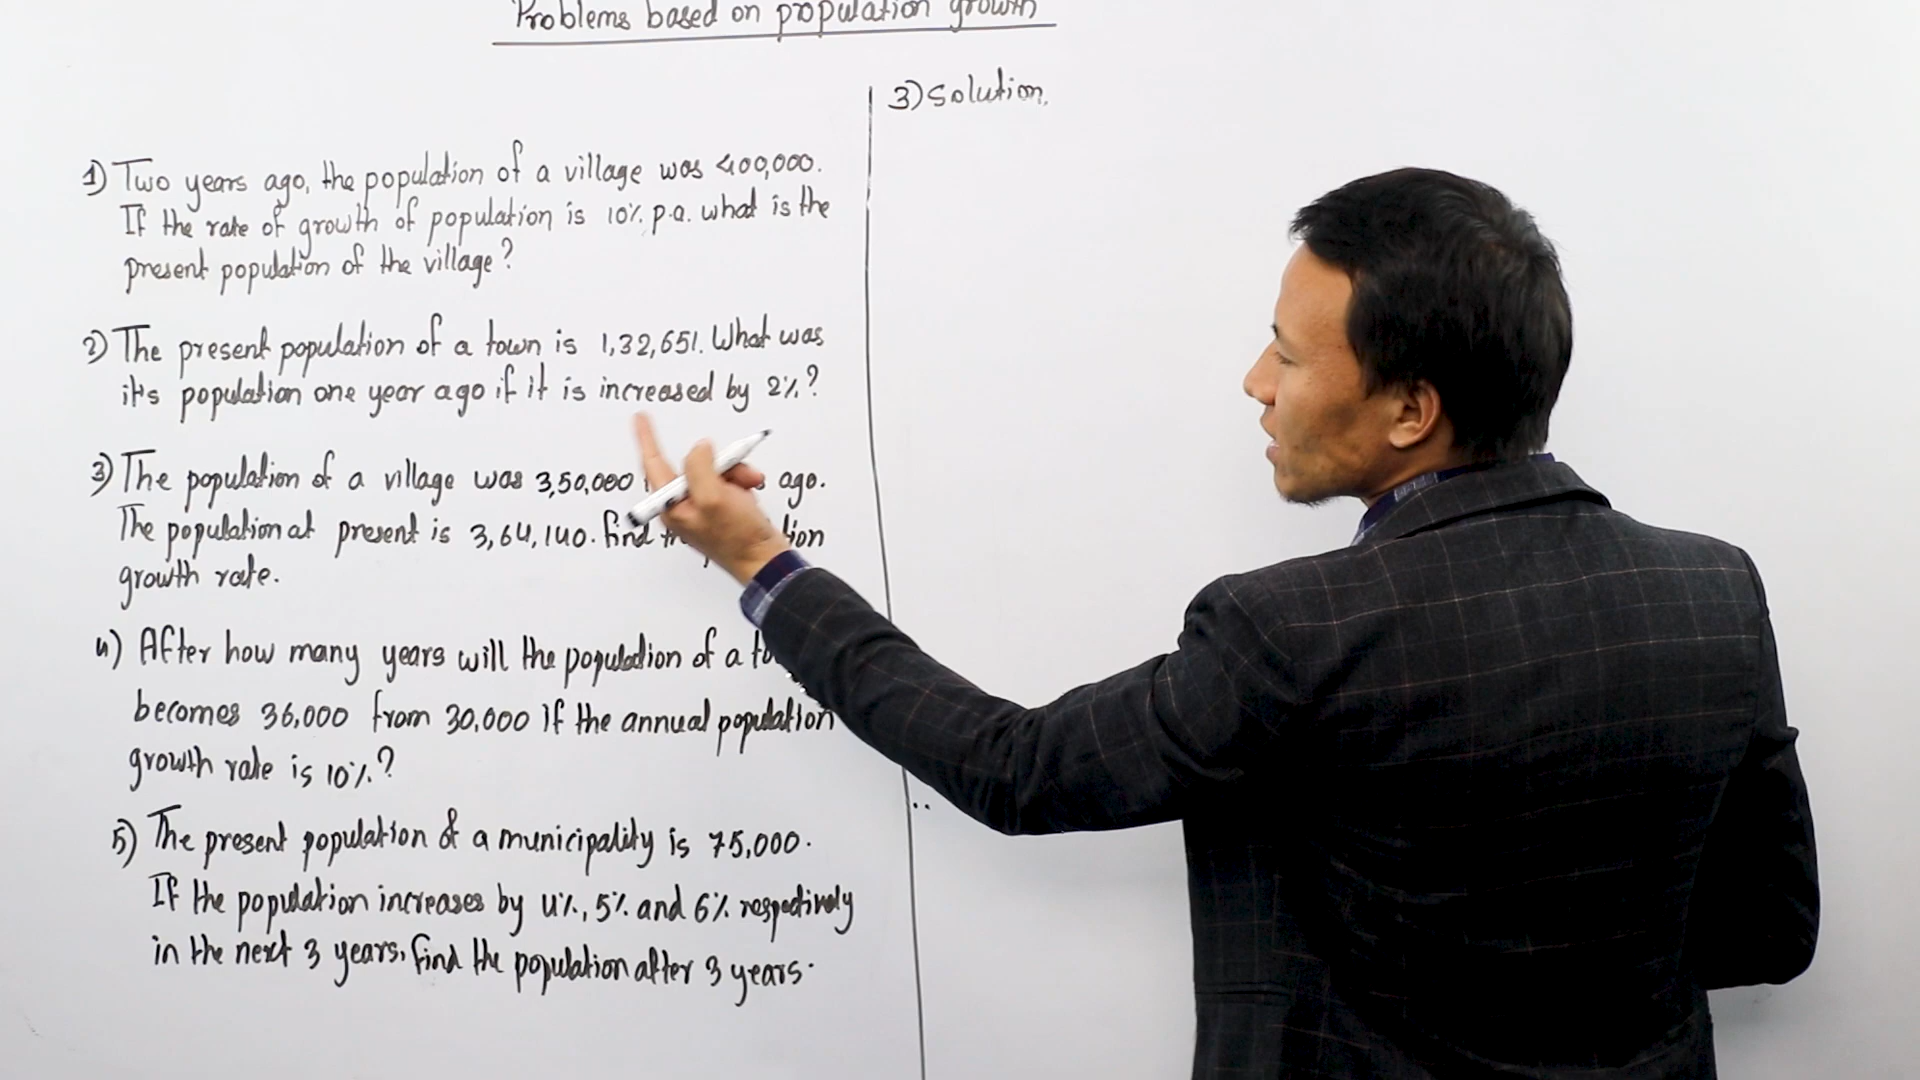 Problems based on population growth
1) Two years ago, the population of a village was 400,000.
If the rate of growth of population is 10% p.a. what is the
present population of the village?
2) The present population of a town is 1,32,651. What was
it's population one year ago if it is increased by 2%?
3) The population of a village was 3,50,000 ago.
The population at present is 3,64,140. find
growth rate.
4) After how many years will the population of a
becomes 36,000 from 30,000 if the annual population
growth rate is 10%?
5) The present population of a municipality is 75,000.
If the population increases by 4%, 5% and 6% respectively
in the next 3 years, find the population after 3 years.
3) Solution,